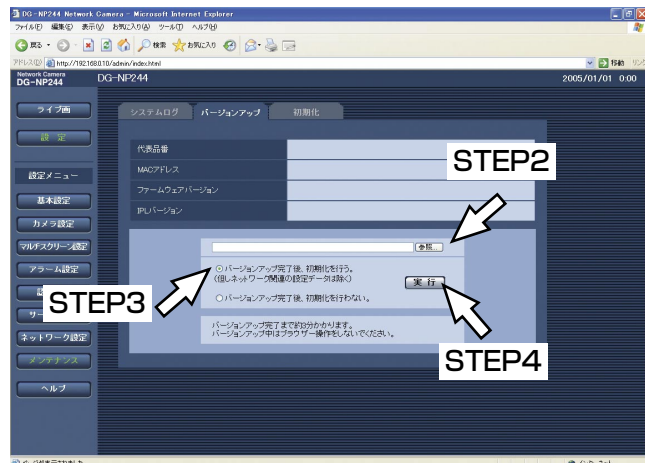 DG-NP244 Network Camera - Microsoft Internet Explorer
ファイル(F) 編集(E) 表示(V) お気に入り(A) ツール(T) ヘルプ(H)
戻る 検索 お気に入り
アドレス(D) http://192.168.0.10/admin/index.html 移動 リンク
Network Camera
DG-NP244 DG-NP244 2005/01/01 0:00
ライブ画
設 定
設定メニュー
基本設定
カメラ設定
マルチスクリーン設定
アラーム設定
ネットワーク設定
メンテナンス
ヘルプ
システムログ バージョンアップ 初期化
代表品番
MACアドレス
ファームウェアバージョン
IPLバージョン
STEP2
参照...
バージョンアップ完了後、初期化を行う。
(但しネットワーク関連の設定データは除く)
実 行
STEP3
バージョンアップ完了後、初期化を行わない。
バージョンアップ完了まで約3分かかります。
バージョンアップ中はブラウザー操作をしないでください。
STEP4